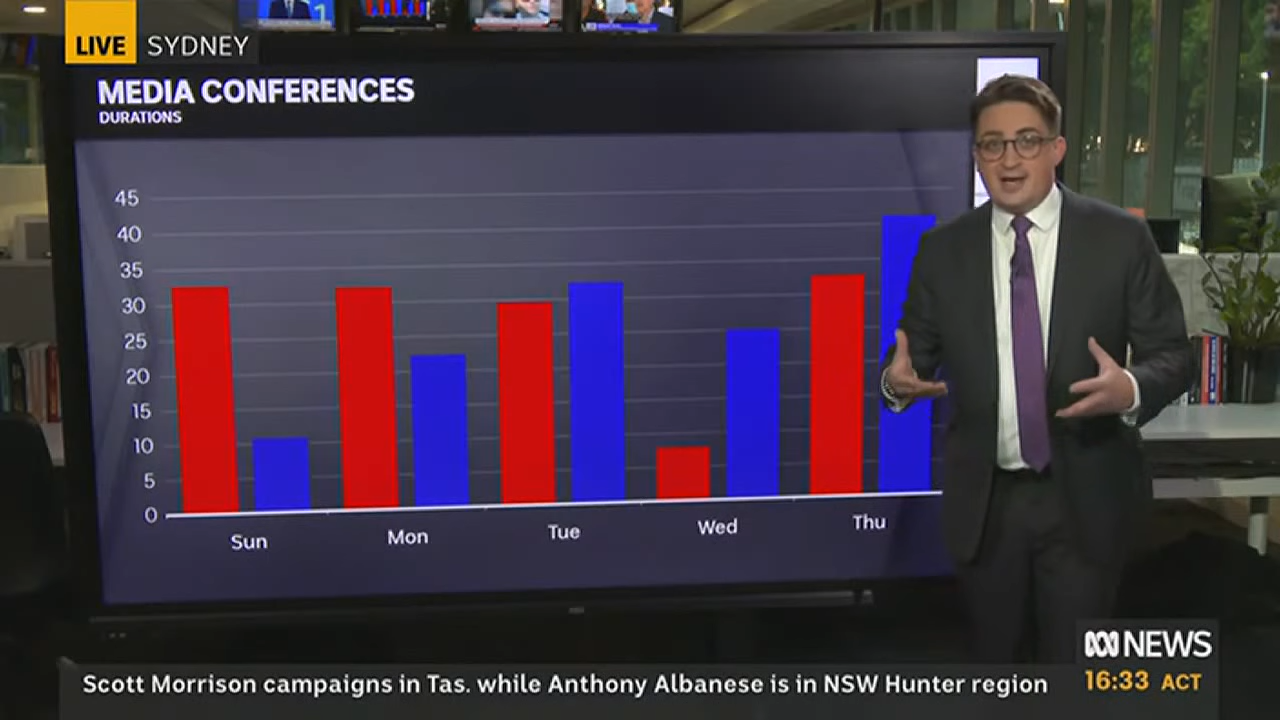 LIVE SYDNEY
MEDIA CONFERENCES
DURATIONS
45
40
35
30
25
20
15
10
5
0
Sun Mon Tue Wed Thu
NEWS
16:33 ACT
Scott Morrison campaigns in Tas. while Anthony Albanese is in NSW Hunter region